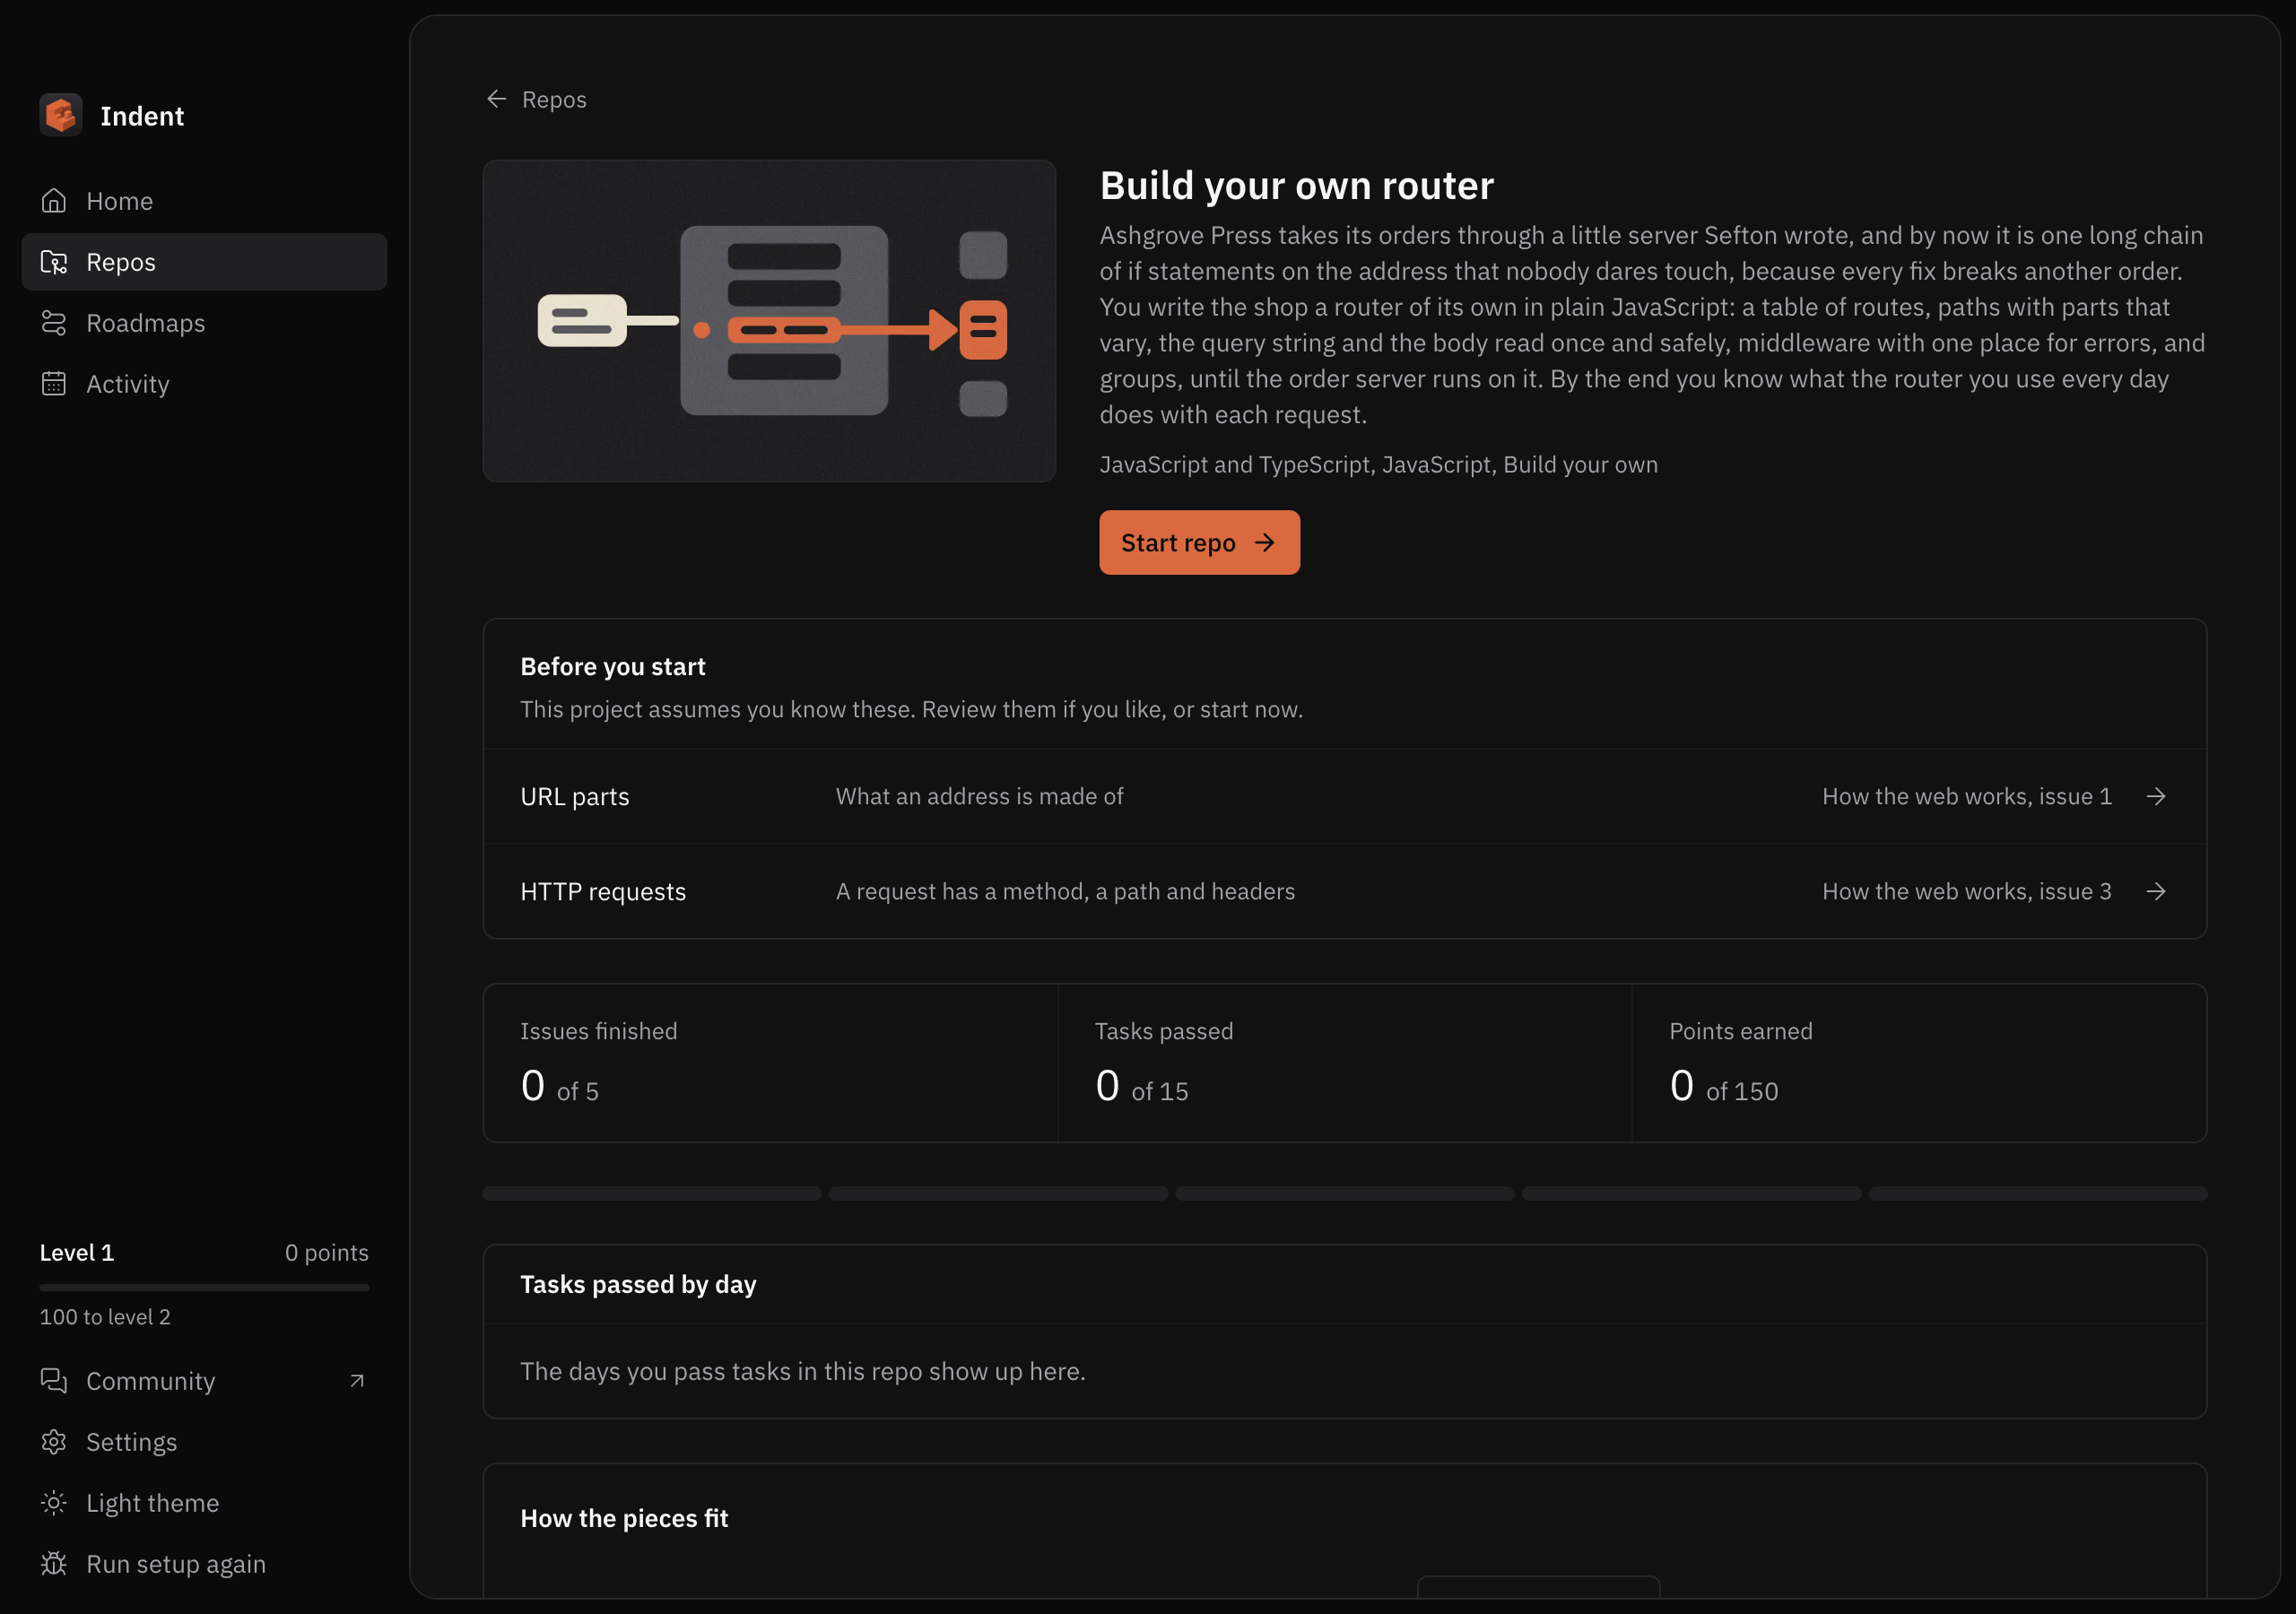 Indent
Home
Repos
Roadmaps
Activity
Level 1
0 points
100 to level 2
Community
Settings
Light theme
Run setup again
Repos
Build your own router
Ashgrove Press takes its orders through a little server Sefton wrote, and by now it is one long chain
of if statements on the address that nobody dares touch, because every fix breaks another order.
You write the shop a router of its own in plain JavaScript: a table of routes, paths with parts that
vary, the query string and the body read once and safely, middleware with one place for errors, and
groups, until the order server runs on it. By the end you know what the router you use every day
does with each request.
JavaScript and TypeScript, JavaScript, Build your own
Start repo
Before you start
This project assumes you know these. Review them if you like, or start now.
URL parts
What an address is made of
How the web works, issue 1
HTTP requests
A request has a method, a path and headers
How the web works, issue 3
Issues finished
0 of 5
Tasks passed
0 of 15
Points earned
0 of 150
Tasks passed by day
The days you pass tasks in this repo show up here.
How the pieces fit